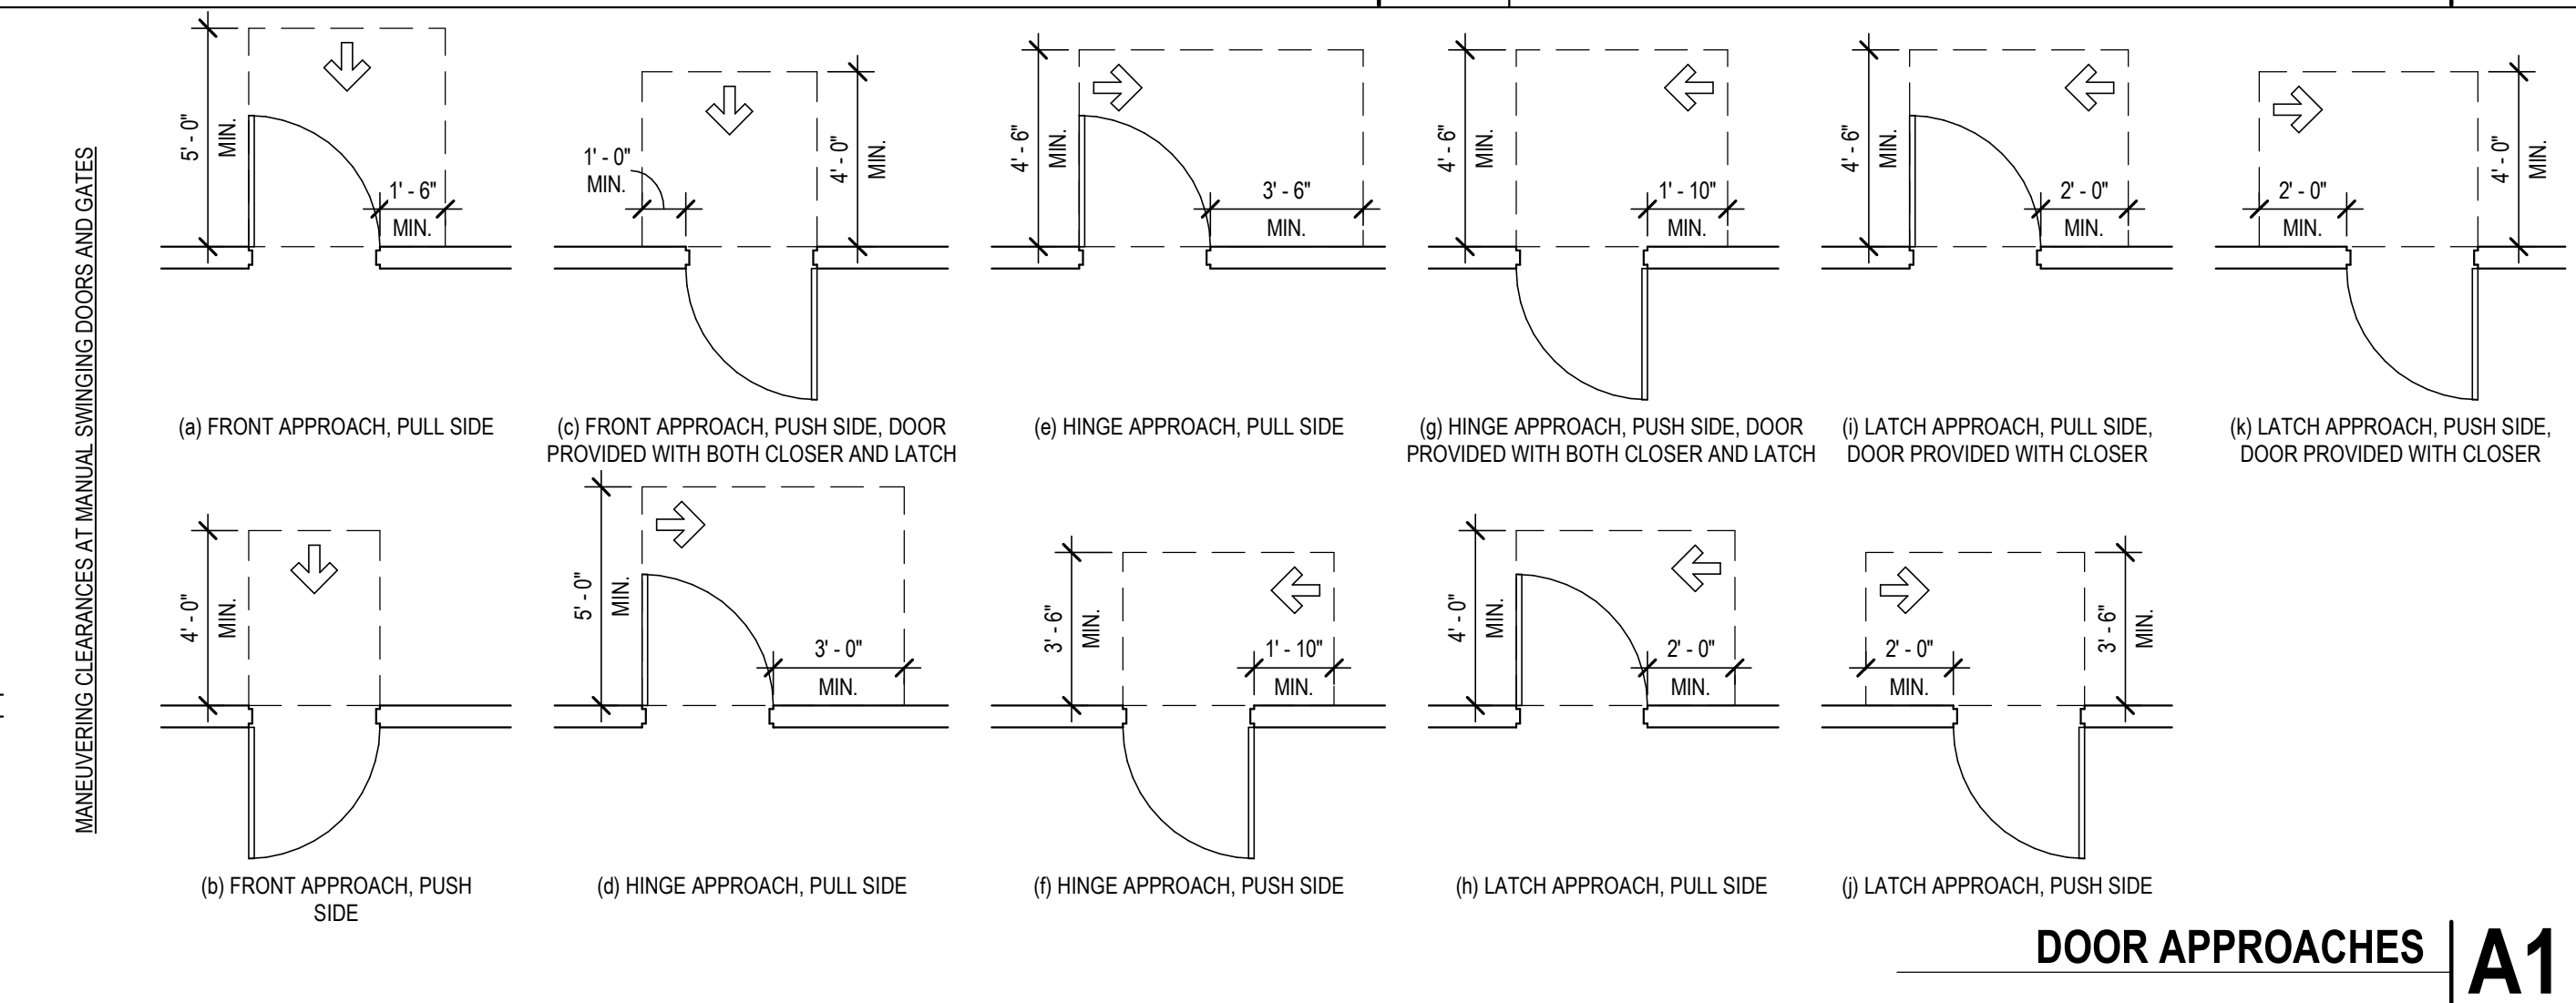 MANEUVERING CLEARANCES AT MANUAL SWINGING DOORS AND GATES
5' - 0"
MIN.
1' - 6"
MIN.
(a) FRONT APPROACH, PULL SIDE
1' - 0"
MIN.
4' - 0"
MIN.
(c) FRONT APPROACH, PUSH SIDE, DOOR
PROVIDED WITH BOTH CLOSER AND LATCH
4' - 6"
MIN.
3' - 6"
MIN.
(e) HINGE APPROACH, PULL SIDE
4' - 6"
MIN.
1' - 10"
MIN.
(g) HINGE APPROACH, PUSH SIDE, DOOR
PROVIDED WITH BOTH CLOSER AND LATCH
4' - 6"
MIN.
2' - 0"
MIN.
(i) LATCH APPROACH, PULL SIDE,
DOOR PROVIDED WITH CLOSER
2' - 0"
MIN.
4' - 0"
MIN.
(k) LATCH APPROACH, PUSH SIDE,
DOOR PROVIDED WITH CLOSER
4' - 0"
MIN.
(b) FRONT APPROACH, PUSH
SIDE
5' - 0"
MIN.
3' - 0"
MIN.
(d) HINGE APPROACH, PULL SIDE
3' - 6"
MIN.
1' - 10"
MIN.
(f) HINGE APPROACH, PUSH SIDE
4' - 0"
MIN.
2' - 0"
MIN.
(h) LATCH APPROACH, PULL SIDE
2' - 0"
MIN.
3' - 6"
MIN.
(j) LATCH APPROACH, PUSH SIDE
DOOR APPROACHES
A1